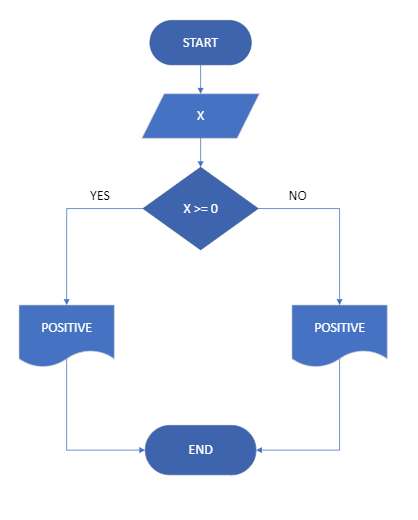 START
X
YES
X >= 0
NO
POSITIVE
POSITIVE
END